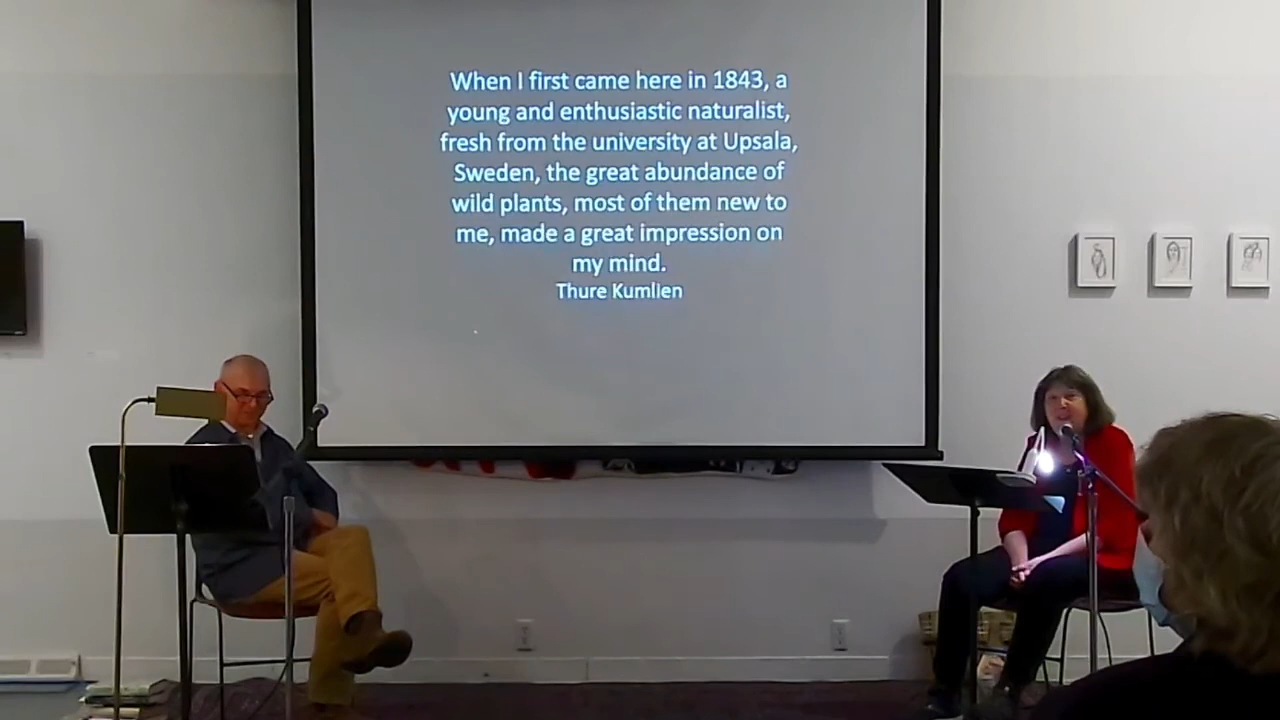 When I first came here in 1843, a
young and enthusiastic naturalist,
fresh from the university at Upsala,
Sweden, the great abundance of
wild plants, most of them new to
me, made a great impression on
my mind.
Thure Kumlien